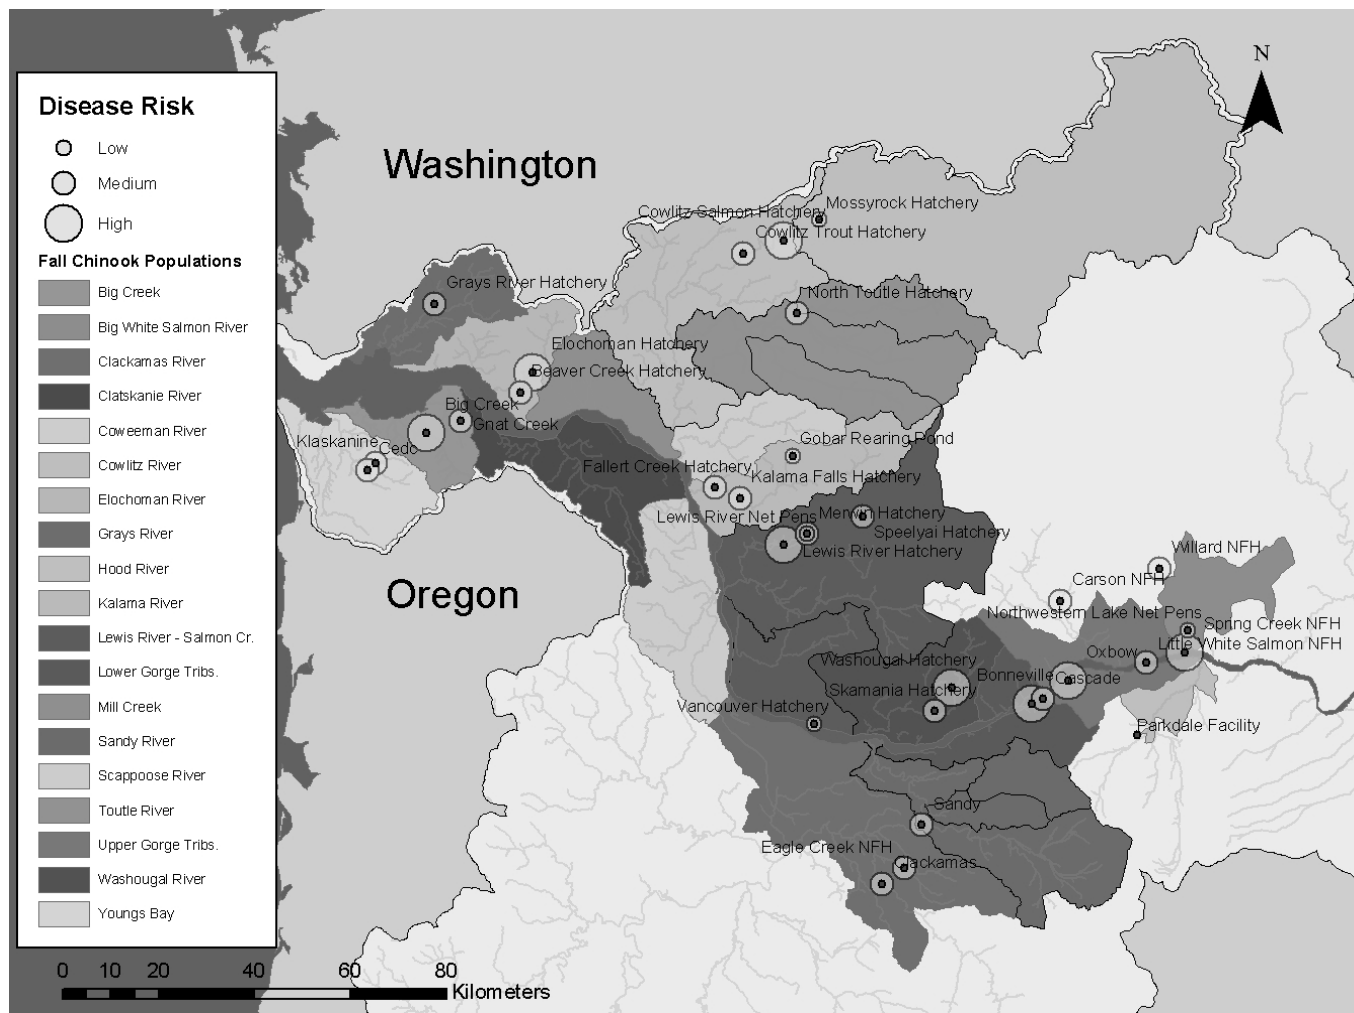 Disease Risk
Low
Medium
High
Fall Chinook Populations
Big Creek
Big White Salmon River
Clackamas River
Clatskanie River
Coweeman River
Cowlitz River
Elochoman River
Grays River
Hood River
Kalama River
Lewis River - Salmon Cr.
Lower Gorge Tribs.
Mill Creek
Sandy River
Scappoose River
Toutle River
Upper Gorge Tribs.
Washougal River
Youngs Bay
0 10 20 40 60 80
Kilometers
N
Washington
Oregon
Mossyrock Hatchery
Cowlitz Salmon Hatchery
Cowlitz Trout Hatchery
Grays River Hatchery
North Toutle Hatchery
Elochoman Hatchery
Beaver Creek Hatchery
Big Creek
Gnat Creek
Klaskanine
Cedc
Gobar Rearing Pond
Fallert Creek Hatchery
Kalama Falls Hatchery
Lewis River Net Pens
Merwin Hatchery
Speelyai Hatchery
Lewis River Hatchery
Willard NFH
Carson NFH
Northwestern Lake Net Pens
Spring Creek NFH
Little White Salmon NFH
Oxbow
Washougal Hatchery
Bonneville
Cascade
Skamania Hatchery
Vancouver Hatchery
Parkdale Facility
Sandy
Eagle Creek NFH
Clackamas